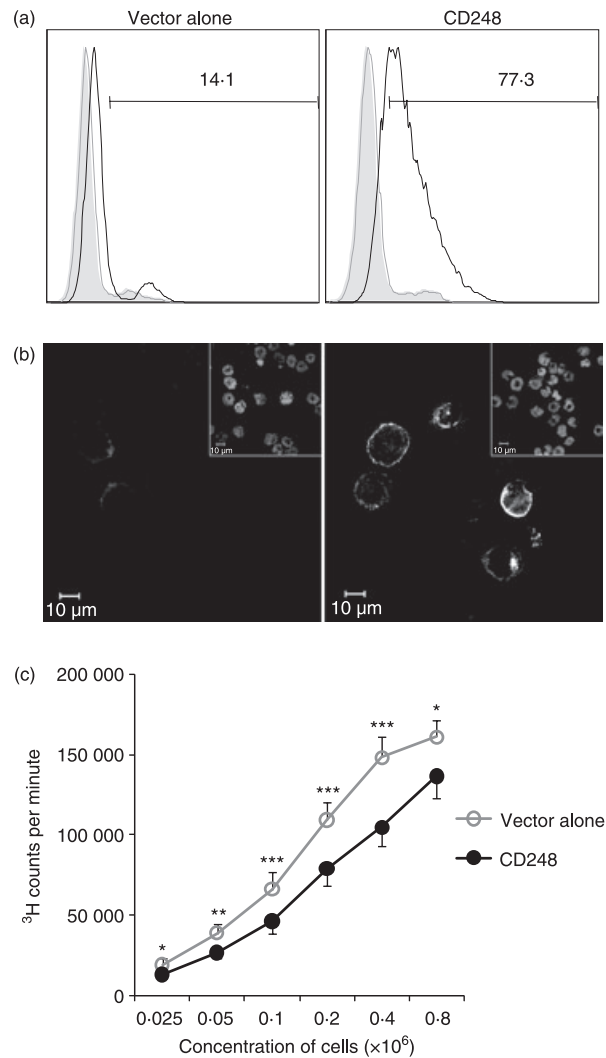 (a)
Vector alone
CD248
14·1
77·3
(b)
10 µm
10 µm
10 µm
10 µm
(c)
200 000
***
*
150 000
***
100 000
***
Vector alone
**
50 000
CD248
*
0
³H counts per minute
0·025 0·05 0·1 0·2 0·4 0·8
Concentration of cells (×10⁶)